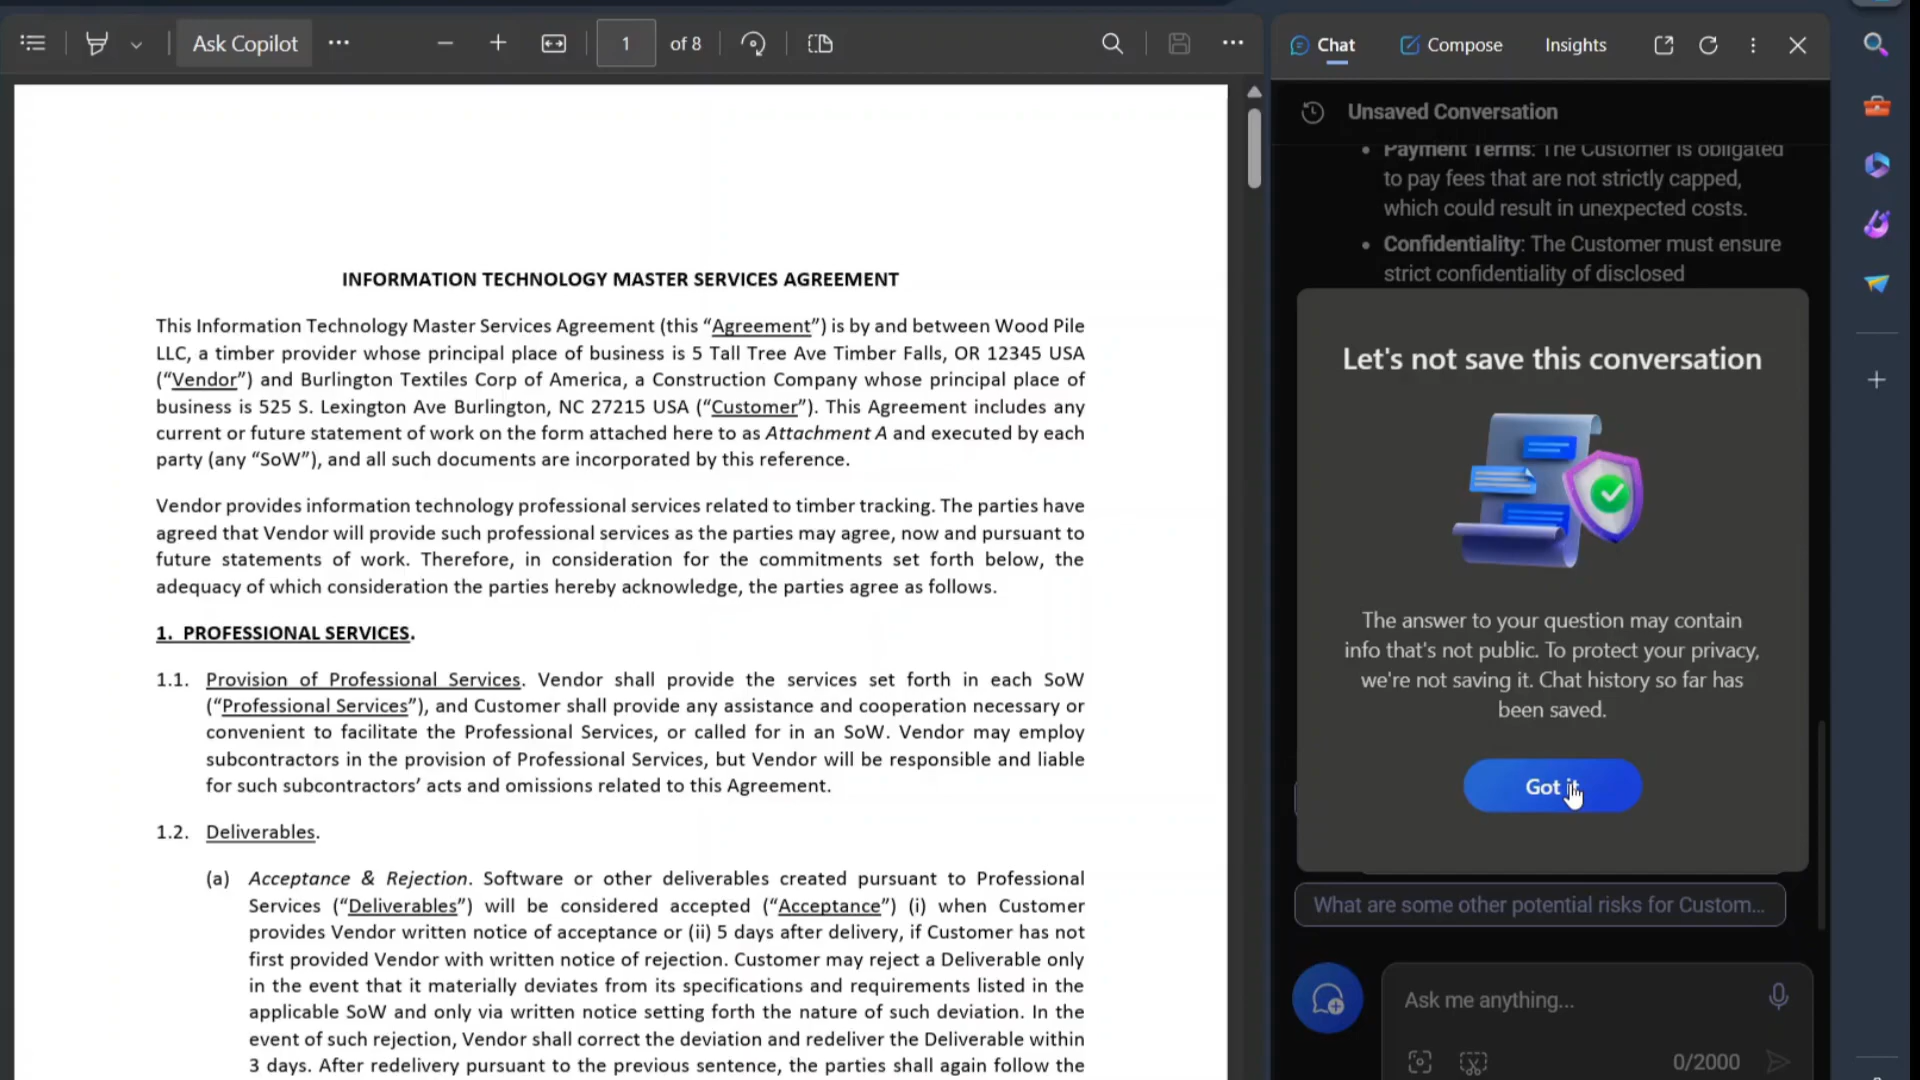 Ask Copilot
1
of 8
INFORMATION TECHNOLOGY MASTER SERVICES AGREEMENT
This Information Technology Master Services Agreement (this “Agreement”) is by and between Wood Pile
LLC, a timber provider whose principal place of business is 5 Tall Tree Ave Timber Falls, OR 12345 USA
(“Vendor”) and Burlington Textiles Corp of America, a Construction Company whose principal place of
business is 525 S. Lexington Ave Burlington, NC 27215 USA (“Customer”). This Agreement includes any
current or future statement of work on the form attached here to as Attachment A and executed by each
party (any “SoW”), and all such documents are incorporated by this reference.
Vendor provides information technology professional services related to timber tracking. The parties have
agreed that Vendor will provide such professional services as the parties may agree, now and pursuant to
future statements of work. Therefore, in consideration for the commitments set forth below, the
adequacy of which consideration the parties hereby acknowledge, the parties agree as follows.
1. PROFESSIONAL SERVICES.
1.1. Provision of Professional Services. Vendor shall provide the services set forth in each SoW
(“Professional Services”), and Customer shall provide any assistance and cooperation necessary or
convenient to facilitate the Professional Services, or called for in an SoW. Vendor may employ
subcontractors in the provision of Professional Services, but Vendor will be responsible and liable
for such subcontractors’ acts and omissions related to this Agreement.
1.2. Deliverables.
(a) Acceptance & Rejection. Software or other deliverables created pursuant to Professional
Services (“Deliverables”) will be considered accepted (“Acceptance”) (i) when Customer
provides Vendor written notice of acceptance or (ii) 5 days after delivery, if Customer has not
first provided Vendor with written notice of rejection. Customer may reject a Deliverable only
in the event that it materially deviates from its specifications and requirements listed in the
applicable SoW and only via written notice setting forth the nature of such deviation. In the
event of such rejection, Vendor shall correct the deviation and redeliver the Deliverable within
3 days. After redelivery pursuant to the previous sentence, the parties shall again follow the
Chat
Compose
Insights
Unsaved Conversation
• Payment Terms: The Customer is obligated
to pay fees that are not strictly capped,
which could result in unexpected costs.
• Confidentiality: The Customer must ensure
strict confidentiality of disclosed
Let's not save this conversation
The answer to your question may contain
info that's not public. To protect your privacy,
we're not saving it. Chat history so far has
been saved.
Got it
What are some other potential risks for Custom...
Ask me anything...
0/2000